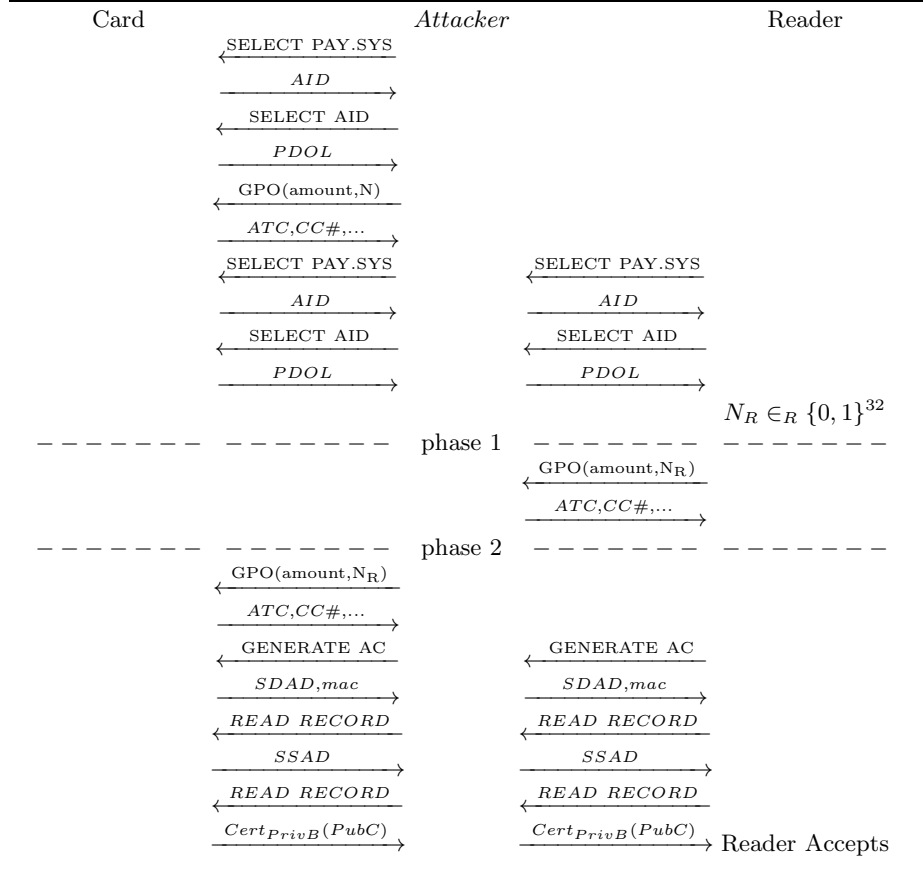 Card Attacker Reader
SELECT PAY.SYS
AID
SELECT AID
PDOL
GPO(amount,N)
ATC,CC#,...
SELECT PAY.SYS SELECT PAY.SYS
AID AID
SELECT AID SELECT AID
PDOL PDOL
N_R ∈_R {0, 1}^32
phase 1
GPO(amount,N_R)
ATC,CC#,...
phase 2
GPO(amount,N_R)
ATC,CC#,...
GENERATE AC GENERATE AC
SDAD,mac SDAD,mac
READ RECORD READ RECORD
SSAD SSAD
READ RECORD READ RECORD
Cert_PrivB(PubC) Cert_PrivB(PubC) Reader Accepts